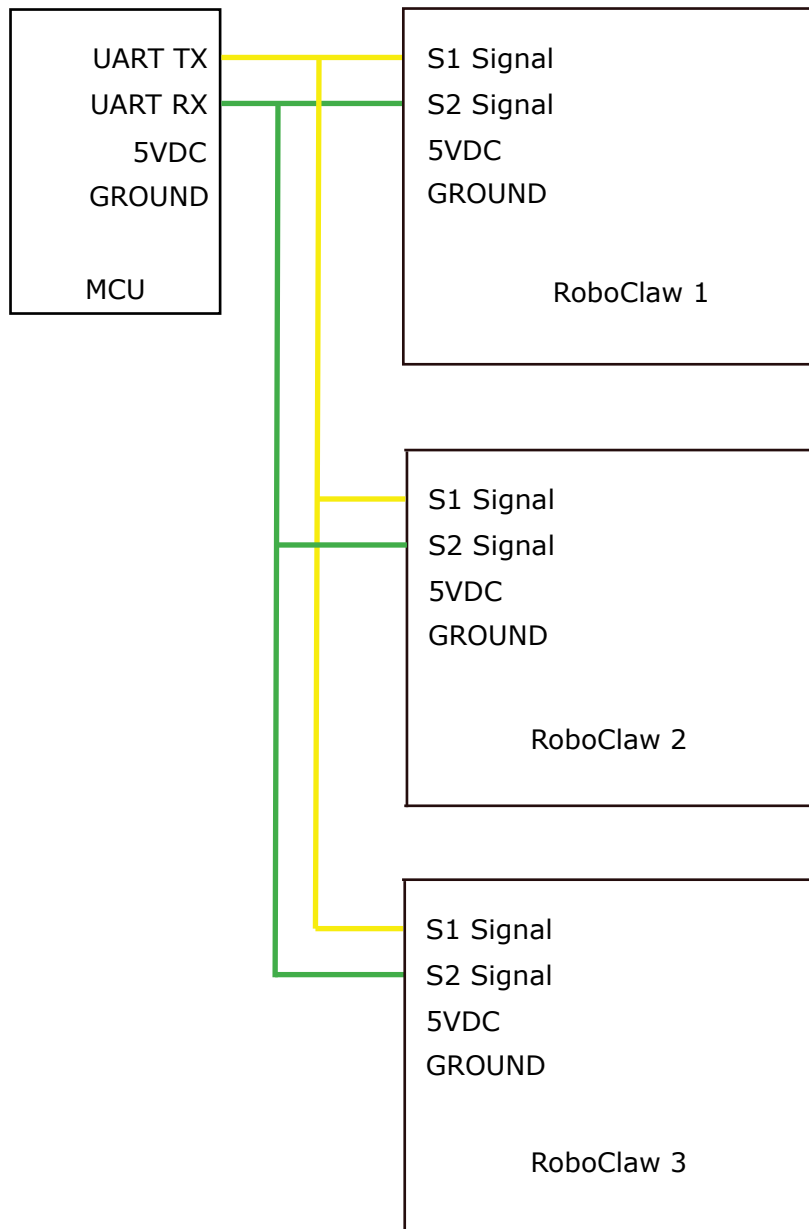 UART TX
UART RX
5VDC
GROUND
MCU
S1 Signal
S2 Signal
5VDC
GROUND
RoboClaw 1
S1 Signal
S2 Signal
5VDC
GROUND
RoboClaw 2
S1 Signal
S2 Signal
5VDC
GROUND
RoboClaw 3